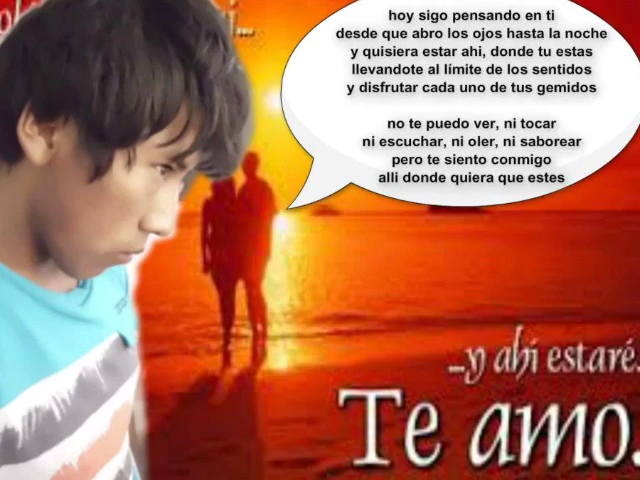 hoy sigo pensando en ti
desde que abro los ojos hasta la noche
y quisiera estar ahi, donde tu estas
llevandote al límite de los sentidos
y disfrutar cada uno de tus gemidos
no te puedo ver, ni tocar
ni escuchar, ni oler, ni saborear
pero te siento conmigo
alli donde quiera que estes
...y ahí estaré.
Te amo.